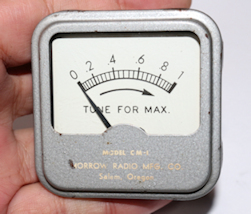 0 .2 .4 .6 .8 1
TUNE FOR MAX.
MODEL CM-1
MORROW RADIO MFG. CO.
Salem, Oregon